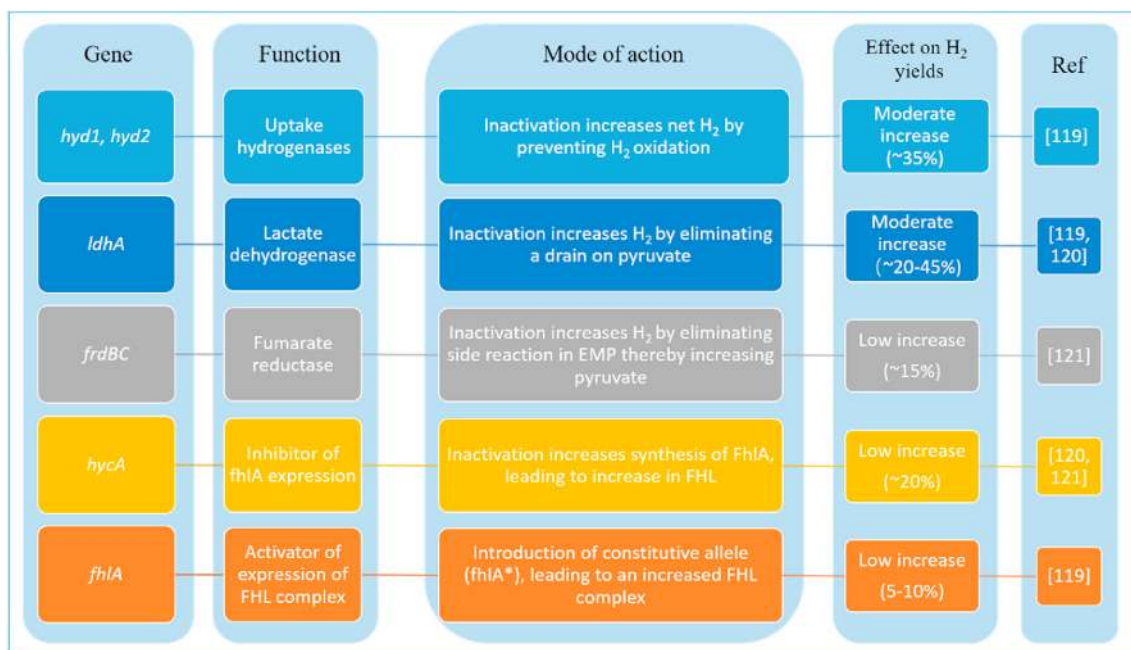 Gene
Function
Mode of action
Effect on H₂
yields
Ref
hyd1, hyd2
Uptake
hydrogenases
Inactivation increases net H₂ by
preventing H₂ oxidation
Moderate
increase
(~35%)
[119]
ldhA
Lactate
dehydrogenase
Inactivation increases H₂ by eliminating
a drain on pyruvate
Moderate
increase
(~20-45%)
[119,
120]
frdBC
Fumarate
reductase
Inactivation increases H₂ by eliminating
side reaction in EMP thereby increasing
pyruvate
Low increase
(~15%)
[121]
hycA
Inhibitor of
fhlA expression
Inactivation increases synthesis of FhlA,
leading to increase in FHL
Low increase
(~20%)
[120,
121]
fhlA
Activator of
expression of
FHL complex
Introduction of constitutive allele
(fhlA*), leading to an increased FHL
complex
Low increase
(5-10%)
[119]